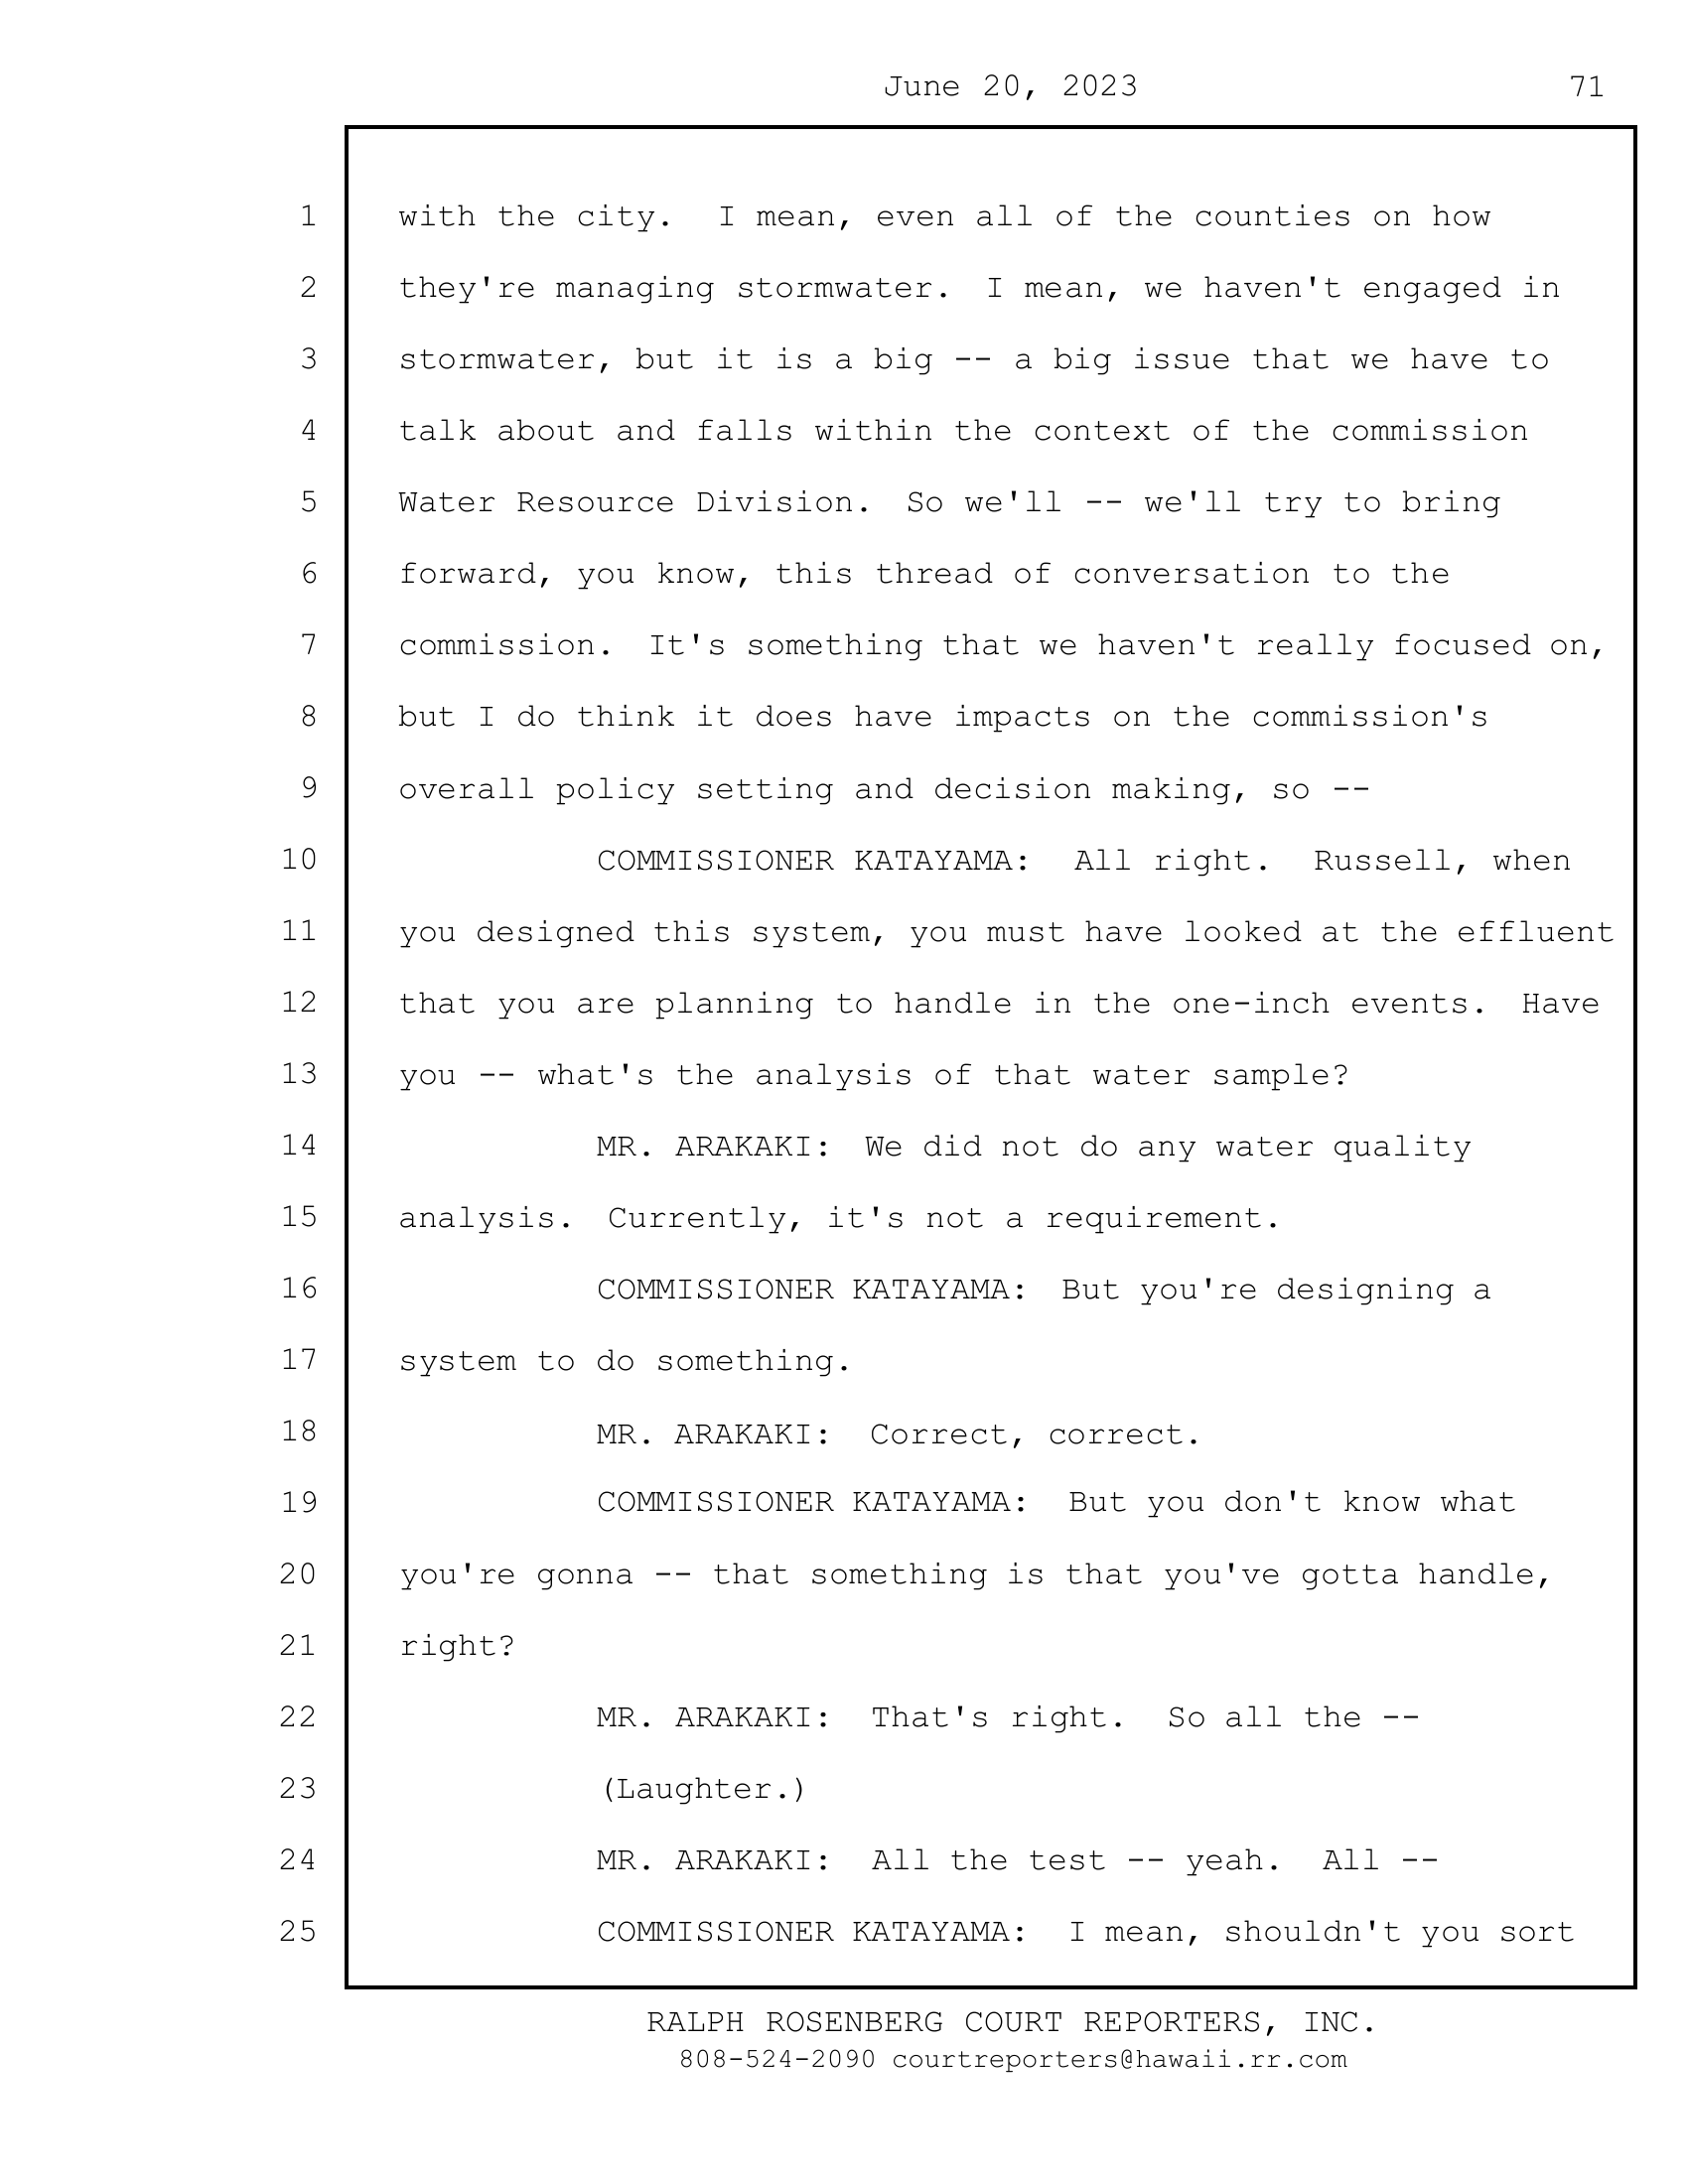 June 20, 2023 71
1 with the city. I mean, even all of the counties on how
2 they're managing stormwater. I mean, we haven't engaged in
3 stormwater, but it is a big -- a big issue that we have to
4 talk about and falls within the context of the commission
5 Water Resource Division. So we'll -- we'll try to bring
6 forward, you know, this thread of conversation to the
7 commission. It's something that we haven't really focused on,
8 but I do think it does have impacts on the commission's
9 overall policy setting and decision making, so --
10 COMMISSIONER KATAYAMA: All right. Russell, when
11 you designed this system, you must have looked at the effluent
12 that you are planning to handle in the one-inch events. Have
13 you -- what's the analysis of that water sample?
14 MR. ARAKAKI: We did not do any water quality
15 analysis. Currently, it's not a requirement.
16 COMMISSIONER KATAYAMA: But you're designing a
17 system to do something.
18 MR. ARAKAKI: Correct, correct.
19 COMMISSIONER KATAYAMA: But you don't know what
20 you're gonna -- that something is that you've gotta handle,
21 right?
22 MR. ARAKAKI: That's right. So all the --
23 (Laughter.)
24 MR. ARAKAKI: All the test -- yeah. All --
25 COMMISSIONER KATAYAMA: I mean, shouldn't you sort
RALPH ROSENBERG COURT REPORTERS, INC.
808-524-2090 courtreporters@hawaii.rr.com